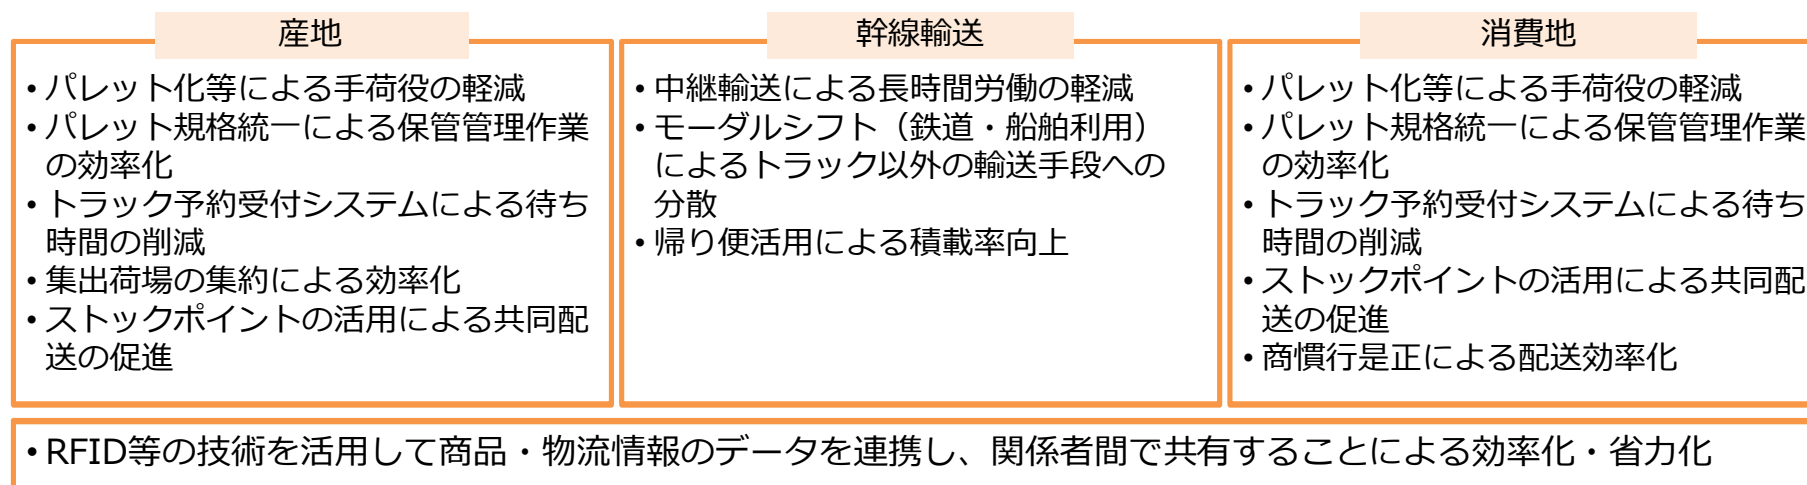 産地
・パレット化等による手荷役の軽減
・パレット規格統一による保管管理作業
の効率化
・トラック予約受付システムによる待ち
時間の削減
・集出荷場の集約による効率化
・ストックポイントの活用による共同配
送の促進
幹線輸送
・中継輸送による長時間労働の軽減
・モーダルシフト（鉄道・船舶利用）
によるトラック以外の輸送手段への
分散
・帰り便活用による積載率向上
消費地
・パレット化等による手荷役の軽減
・パレット規格統一による保管管理作業
の効率化
・トラック予約受付システムによる待ち
時間の削減
・ストックポイントの活用による共同配
送の促進
・商慣行是正による配送効率化
・RFID等の技術を活用して商品・物流情報のデータを連携し、関係者間で共有することによる効率化・省力化